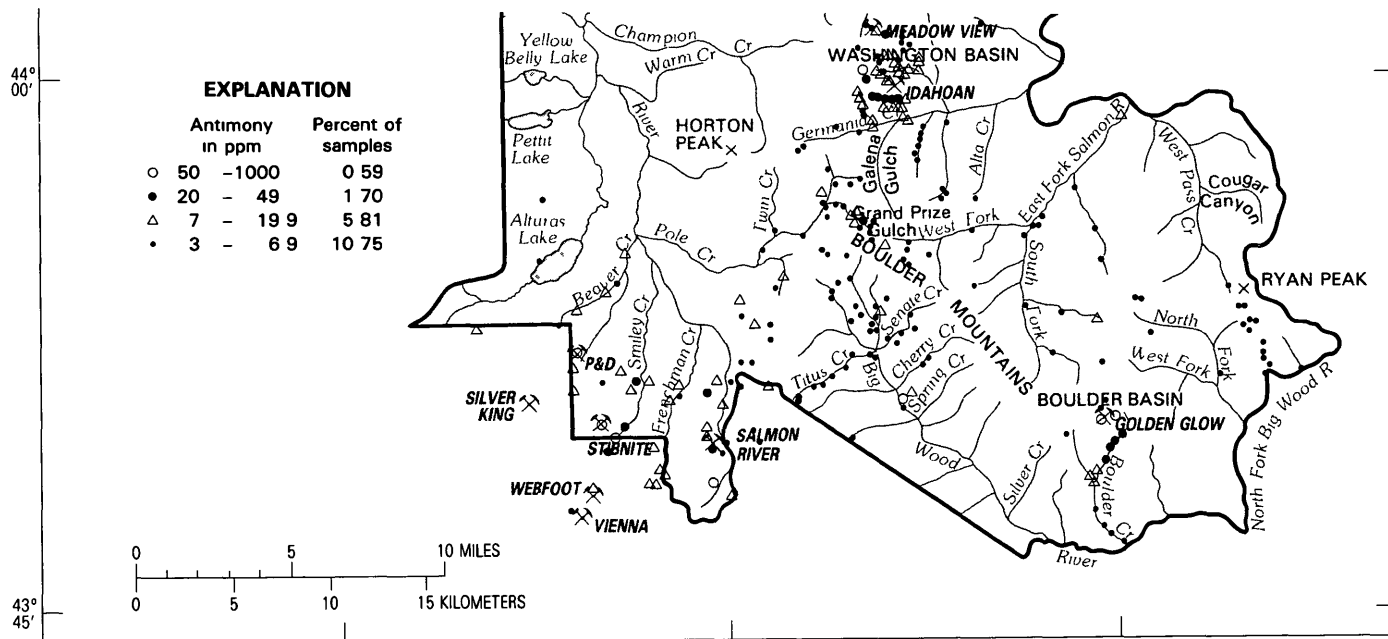 Champion Cr
MEADOW VIEW
Yellow
Belly Lake
WASHINGTON BASIN
Warm Cr
44°
00'
EXPLANATION
IDAHOAN
Antimony
in ppm
Percent of
samples
River
HORTON
PEAK
Germania Cr
Alta Cr
East Fork Salmon R
West Pass Cr
Pettit
Lake
50 -1000 0 59
20 - 49 1 70
7 - 19 9 5 81
3 - 6 9 10 75
Galena
Gulch
Cougar
Canyon
Twin Cr
Alturas
Lake
Grand Prize
Gulch
West Fork
Pole Cr
BOULDER
MOUNTAINS
South Fork
RYAN PEAK
Beaver Cr
Smiley Cr
Senate Cr
North Fork
Frenchman Cr
Cherry Cr
Titus Cr
Big Wood River
Spring Cr
West Fork
P&D
SILVER
KING
BOULDER BASIN
GOLDEN GLOW
STIBNITE
SALMON
RIVER
Silver Cr
Boulder Cr
North Fork Big Wood R
WEBFOOT
VIENNA
0 5 10 MILES
0 5 10 15 KILOMETERS
43°
45'